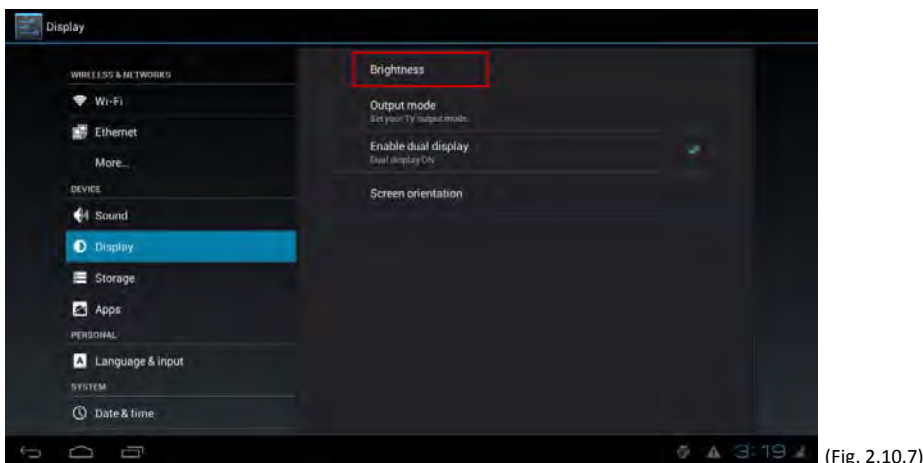 Display
WIRELESS & NETWORKS
Wi-Fi
Ethernet
More...
DEVICE
Sound
Display
Storage
Apps
PERSONAL
Language & input
SYSTEM
Date & time
Brightness
Output mode
Set your TV output mode.
Enable dual display
Dual display ON
Screen orientation
3:19
(Fig. 2.10.7)